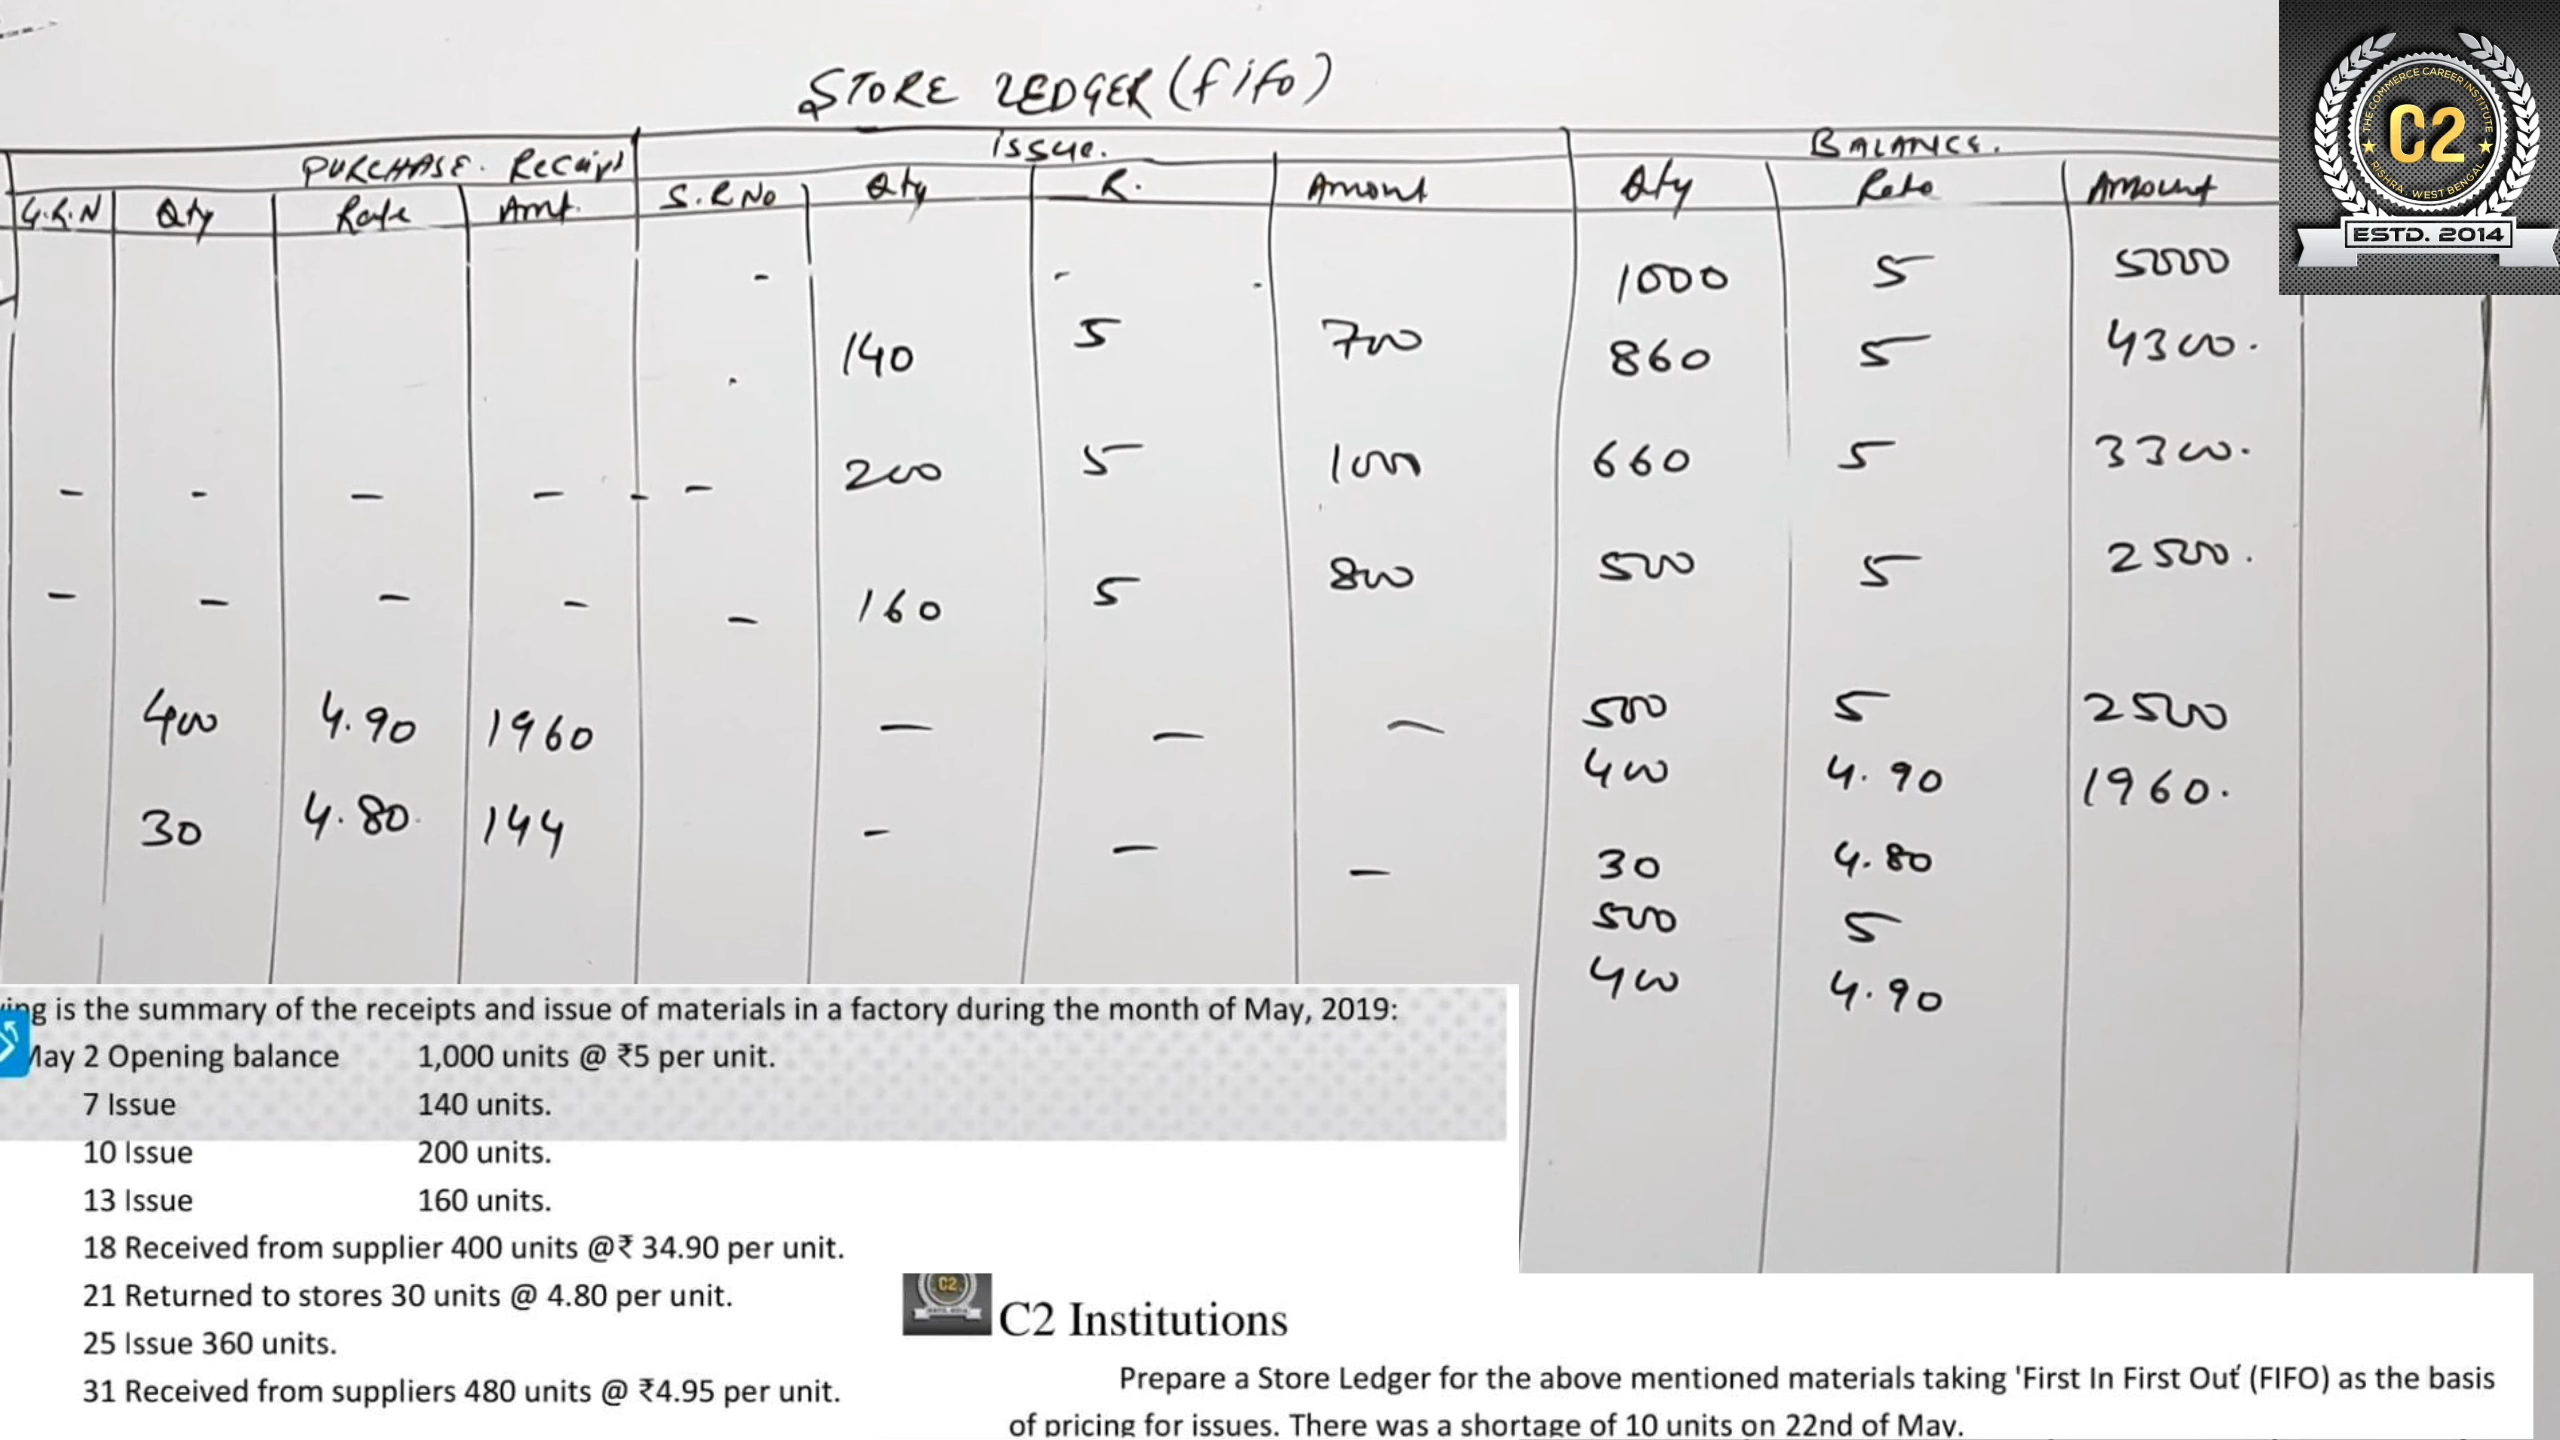 STORE LEDGER (fifo)
THE COMMERCE CAREER INSTITUTE
C2
RISHRA, WEST BENGAL
ESTD. 2014
PURCHASE. Receipt Issue. BALANCE.
G.R.N Qty Rate Amt. S.R No Qty R. Amount Qty Rate Amount
- - . 1000 5 5000
. 140 5 700 860 5 4300.
- - - - - - 200 5 1000 660 5 3300.
- - - - - 160 5 800 500 5 2500.
400 4.90 1960 - - - 500 5 2500
400 4.90 1960.
30 4.80. 144 - - - 30 4.80
500 5
400 4.90
ing is the summary of the receipts and issue of materials in a factory during the month of May, 2019:
May 2 Opening balance 1,000 units @ ₹5 per unit.
7 Issue 140 units.
10 Issue 200 units.
13 Issue 160 units.
18 Received from supplier 400 units @₹ 34.90 per unit.
21 Returned to stores 30 units @ 4.80 per unit.
25 Issue 360 units.
31 Received from suppliers 480 units @ ₹4.95 per unit.
C2
C2 Institutions
Prepare a Store Ledger for the above mentioned materials taking 'First In First Out' (FIFO) as the basis
of pricing for issues. There was a shortage of 10 units on 22nd of May.